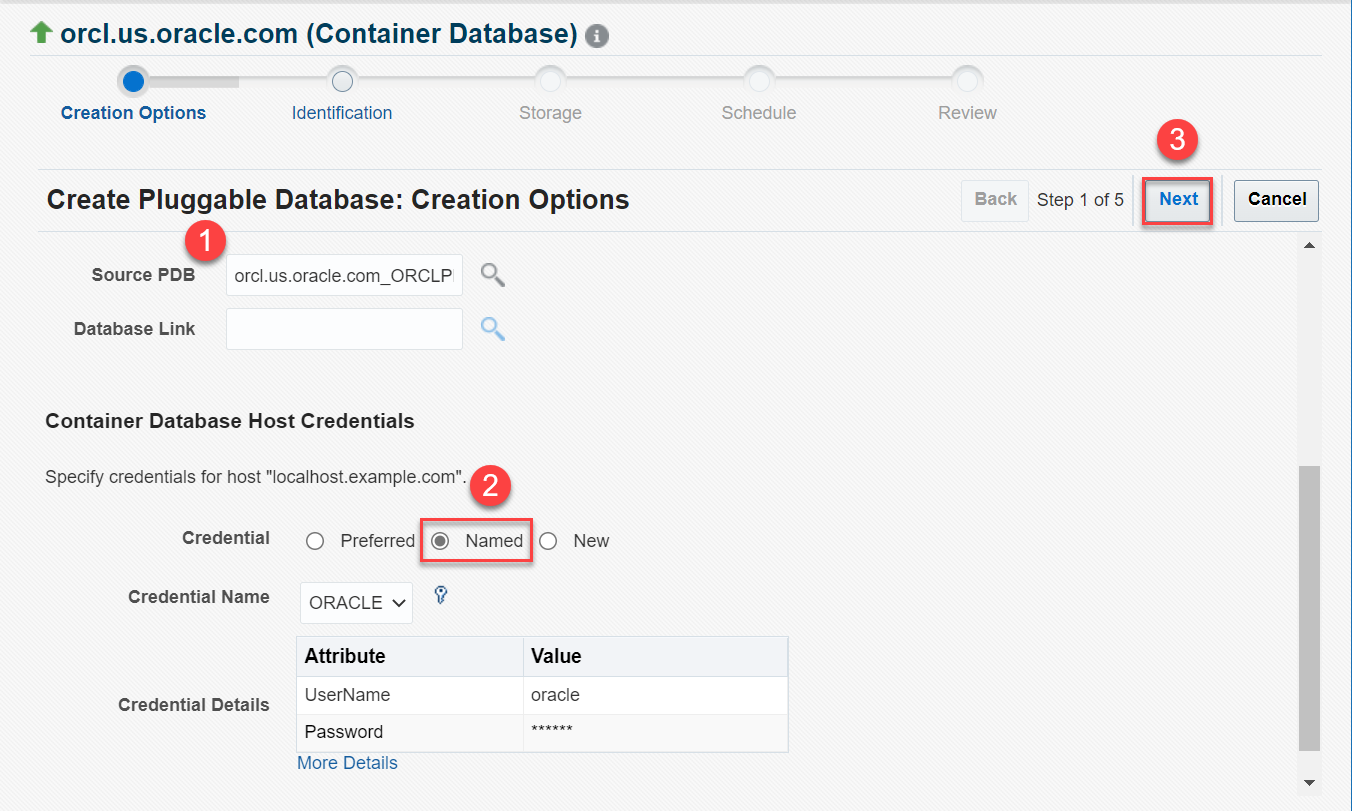 orcl.us.oracle.com (Container Database) i
Creation Options Identification Storage Schedule Review
3
Create Pluggable Database: Creation Options Back Step 1 of 5 Next Cancel
1
Source PDB orcl.us.oracle.com_ORCLP
Database Link
Container Database Host Credentials
Specify credentials for host "localhost.example.com".
2
Credential Preferred Named New
Credential Name ORACLE
Attribute Value
UserName oracle
Credential Details
Password ******
More Details